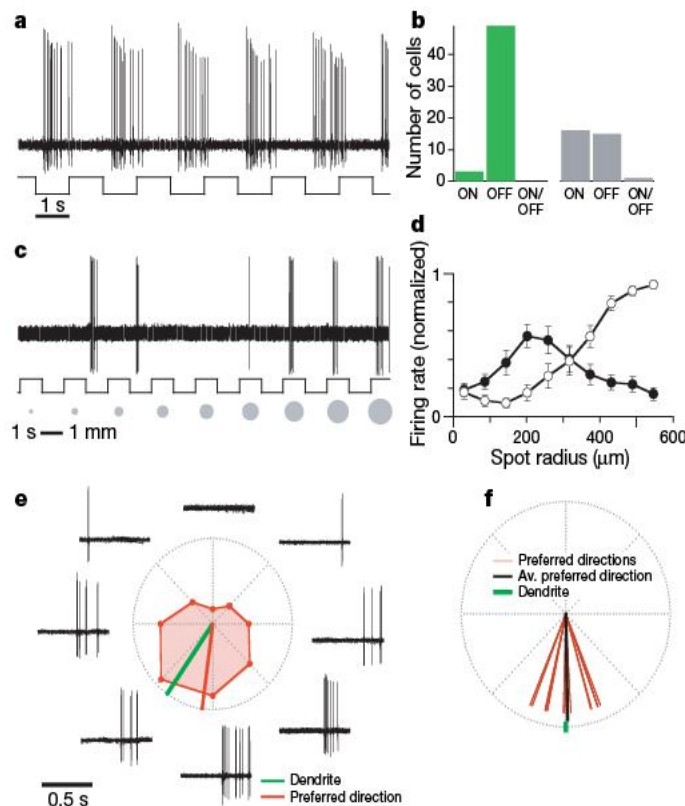 a
1 s
b
Number of cells
40
30
20
10
0
ON OFF ON/ OFF
ON OFF ON/ OFF
c
1 s 1 mm
d
Firing rate (normalized)
1
0
0 200 400 600
Spot radius (μm)
e
0.5 s
Dendrite
Preferred direction
f
Preferred directions
Av. preferred direction
Dendrite